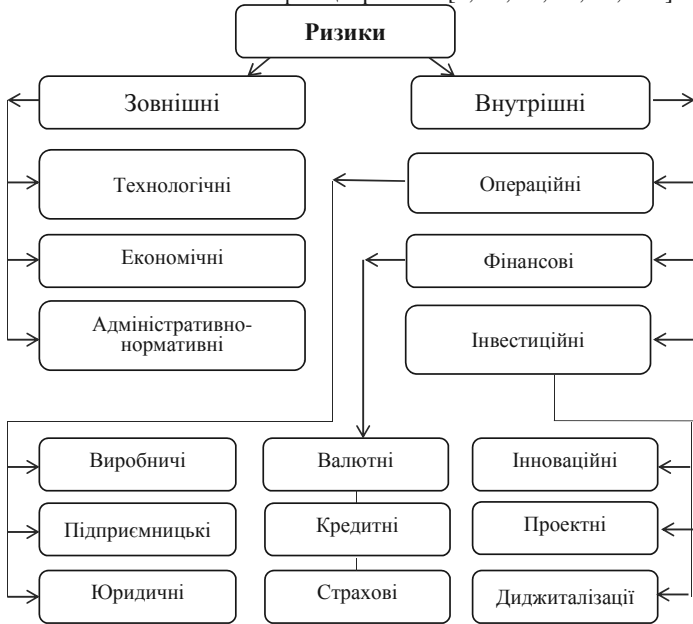 Ризики
Зовнішні
Внутрішні
Технологічні
Операційні
Економічні
Фінансові
Адміністративно-
нормативні
Інвестиційні
Виробничі
Валютні
Інноваційні
Підприємницькі
Кредитні
Проектні
Юридичні
Страхові
Диджиталізації